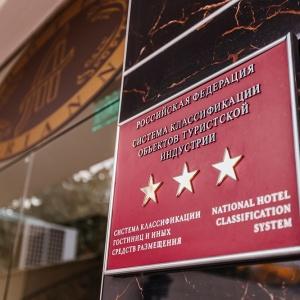 РОССИЙСКАЯ ФЕДЕРАЦИЯ
СИСТЕМА КЛАССИФИКАЦИИ
ОБЪЕКТОВ ТУРИСТСКОЙ
ИНДУСТРИИ
СИСТЕМА КЛАССИФИКАЦИИ
ГОСТИНИЦ И ИНЫХ
СРЕДСТВ РАЗМЕЩЕНИЯ
NATIONAL HOTEL
CLASSIFICATION
SYSTEM